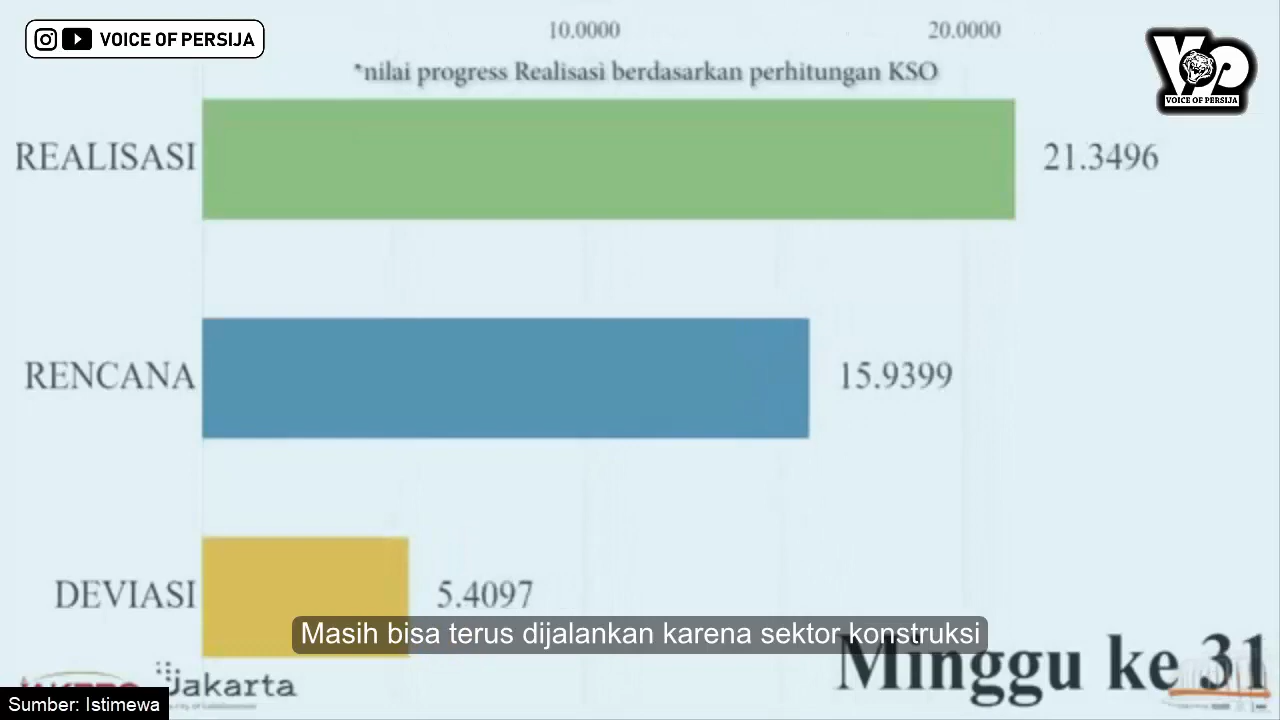 VOICE OF PERSIJA
10.0000 20.0000
VOICE OF PERSIJA
*nilai progress Realisasi berdasarkan perhitungan KSO
REALISASI 21.3496
RENCANA 15.9399
DEVIASI 5.4097
Masih bisa terus dijalankan karena sektor konstruksi
Minggu ke 31
Jakarta
Sumber: Istimewa